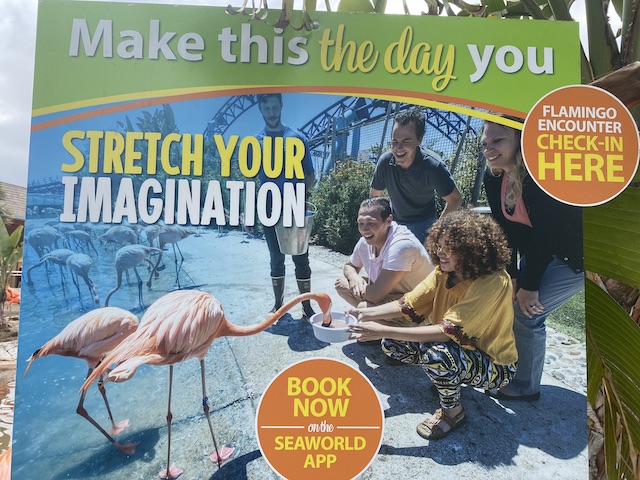 Make this the day you
STRETCH YOUR
IMAGINATION
FLAMINGO
ENCOUNTER
CHECK-IN
HERE
BOOK
NOW
on the
SEAWORLD
APP